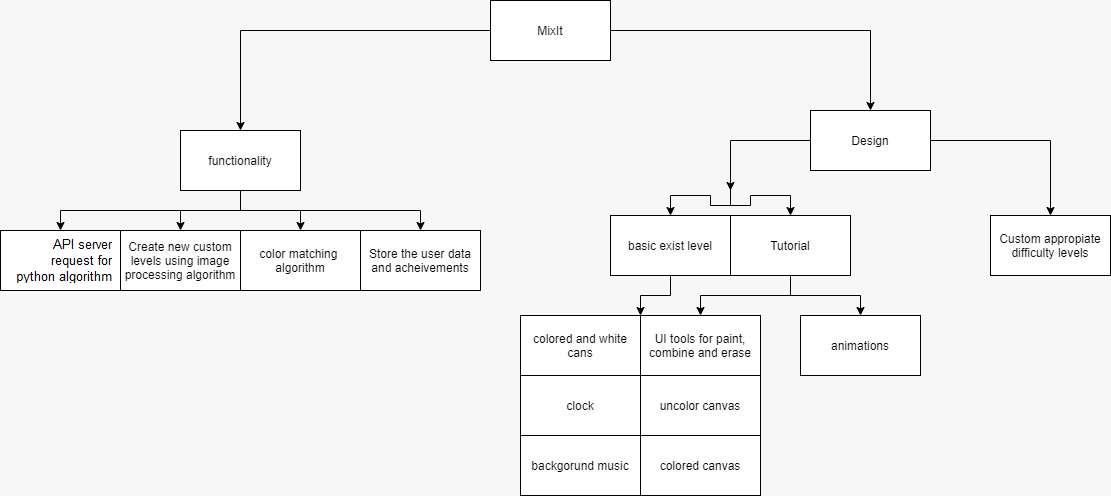 MixIt
Design
functionality
API server
request for
python algorithm
Create new custom
levels using image
processing algorithm
color matching
algorithm
Store the user data
and acheivements
basic exist level
Tutorial
Custom appropiate
difficulty levels
colored and white
cans
UI tools for paint,
combine and erase
animations
clock
uncolor canvas
backgorund music
colored canvas